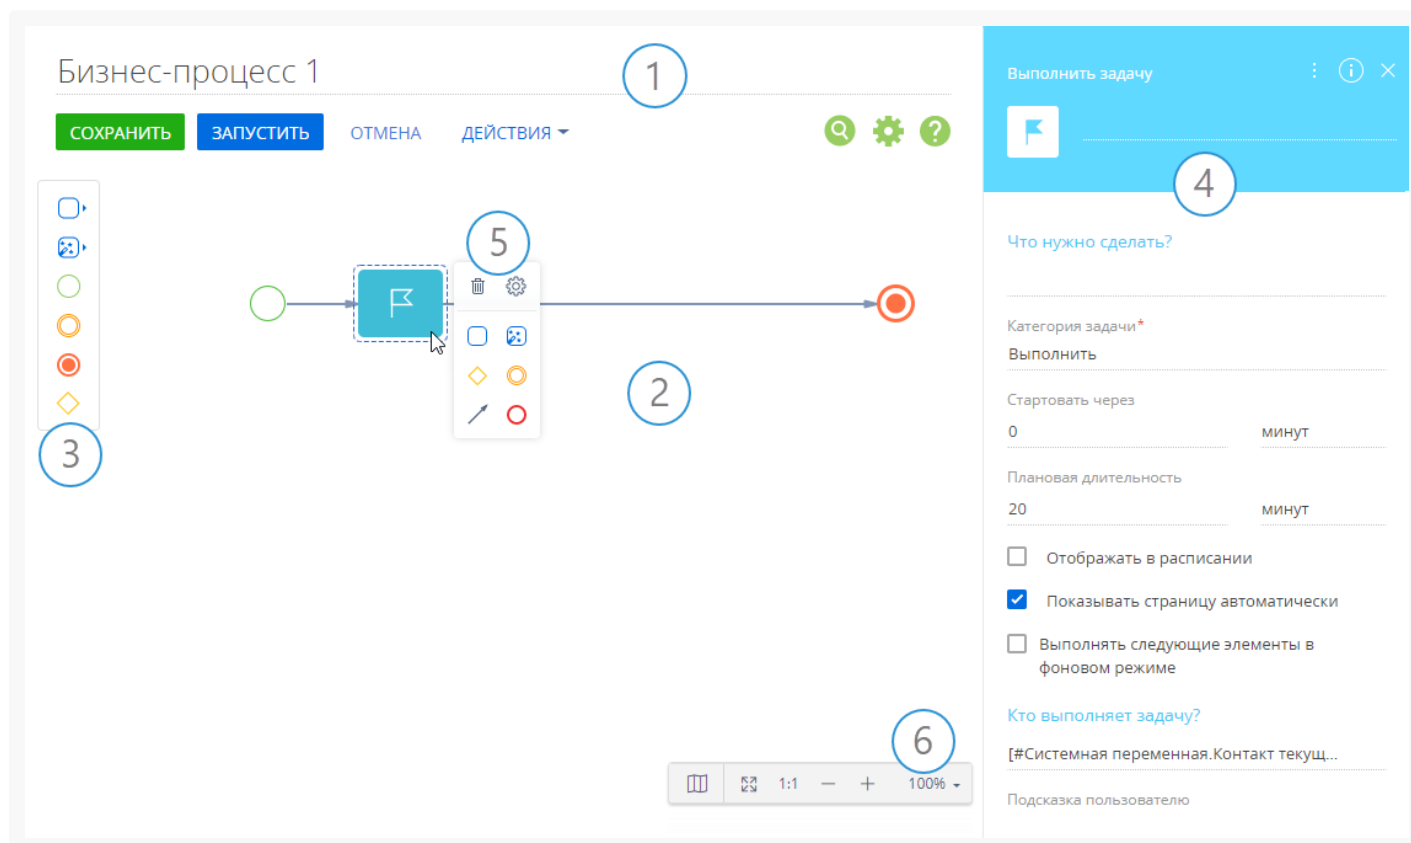 Бизнес-процесс 1
1
СОХРАНИТЬ ЗАПУСТИТЬ ОТМЕНА ДЕЙСТВИЯ
?
3
5
2
6
1:1 − + 100%
Выполнить задачу
4
Что нужно сделать?
Категория задачи*
Выполнить
Стартовать через
0 минут
Плановая длительность
20 минут
Отображать в расписании
Показывать страницу автоматически
Выполнять следующие элементы в
фоновом режиме
Кто выполняет задачу?
[#Системная переменная.Контакт текущ...
Подсказка пользователю